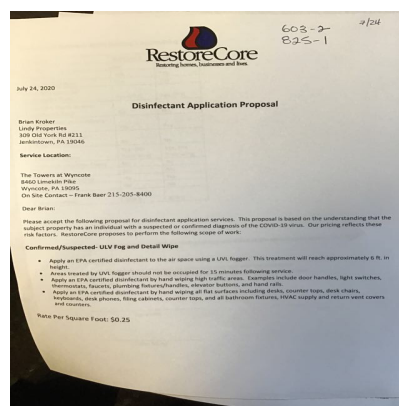 603-2
4/24
825-1
RestoreCore
Restoring homes, businesses and lives.
July 24, 2020
Disinfectant Application Proposal
Brian Kroker
Lindy Properties
309 Old York Rd #211
Jenkintown, PA 19046
Service Location:
The Towers at Wyncote
8460 Limekiln Pike
Wyncote, PA 19095
On Site Contact – Frank Baer 215-205-8400
Dear Brian:
Please accept the following proposal for disinfectant application services. This proposal is based on the understanding that the
subject property has an individual with a suspected or confirmed diagnosis of the COVID-19 virus. Our pricing reflects these
risk factors. RestoreCore proposes to perform the following scope of work:
Confirmed/Suspected- ULV Fog and Detail Wipe
• Apply an EPA certified disinfectant to the air space using a UVL fogger. This treatment will reach approximately 6 ft. in
height.
• Areas treated by UVL fogger should not be occupied for 15 minutes following service.
• Apply an EPA certified disinfectant by hand wiping high traffic areas. Examples include door handles, light switches,
thermostats, faucets, plumbing fixtures/handles, elevator buttons, and hand rails.
• Apply an EPA certified disinfectant by hand wiping all flat surfaces including desks, counter tops, desk chairs,
keyboards, desk phones, filing cabinets, counter tops, and all bathroom fixtures, HVAC supply and return vent covers
and counters.
Rate Per Square Foot: $0.25